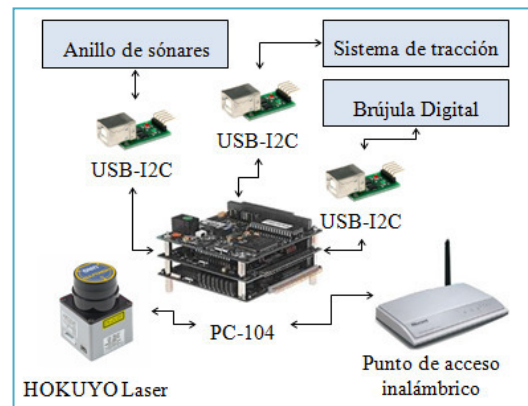 Anillo de sónares
Sistema de tracción
Brújula Digital
USB-I2C
USB-I2C
USB-I2C
PC-104
HOKUYO Laser
Punto de acceso
inalámbrico